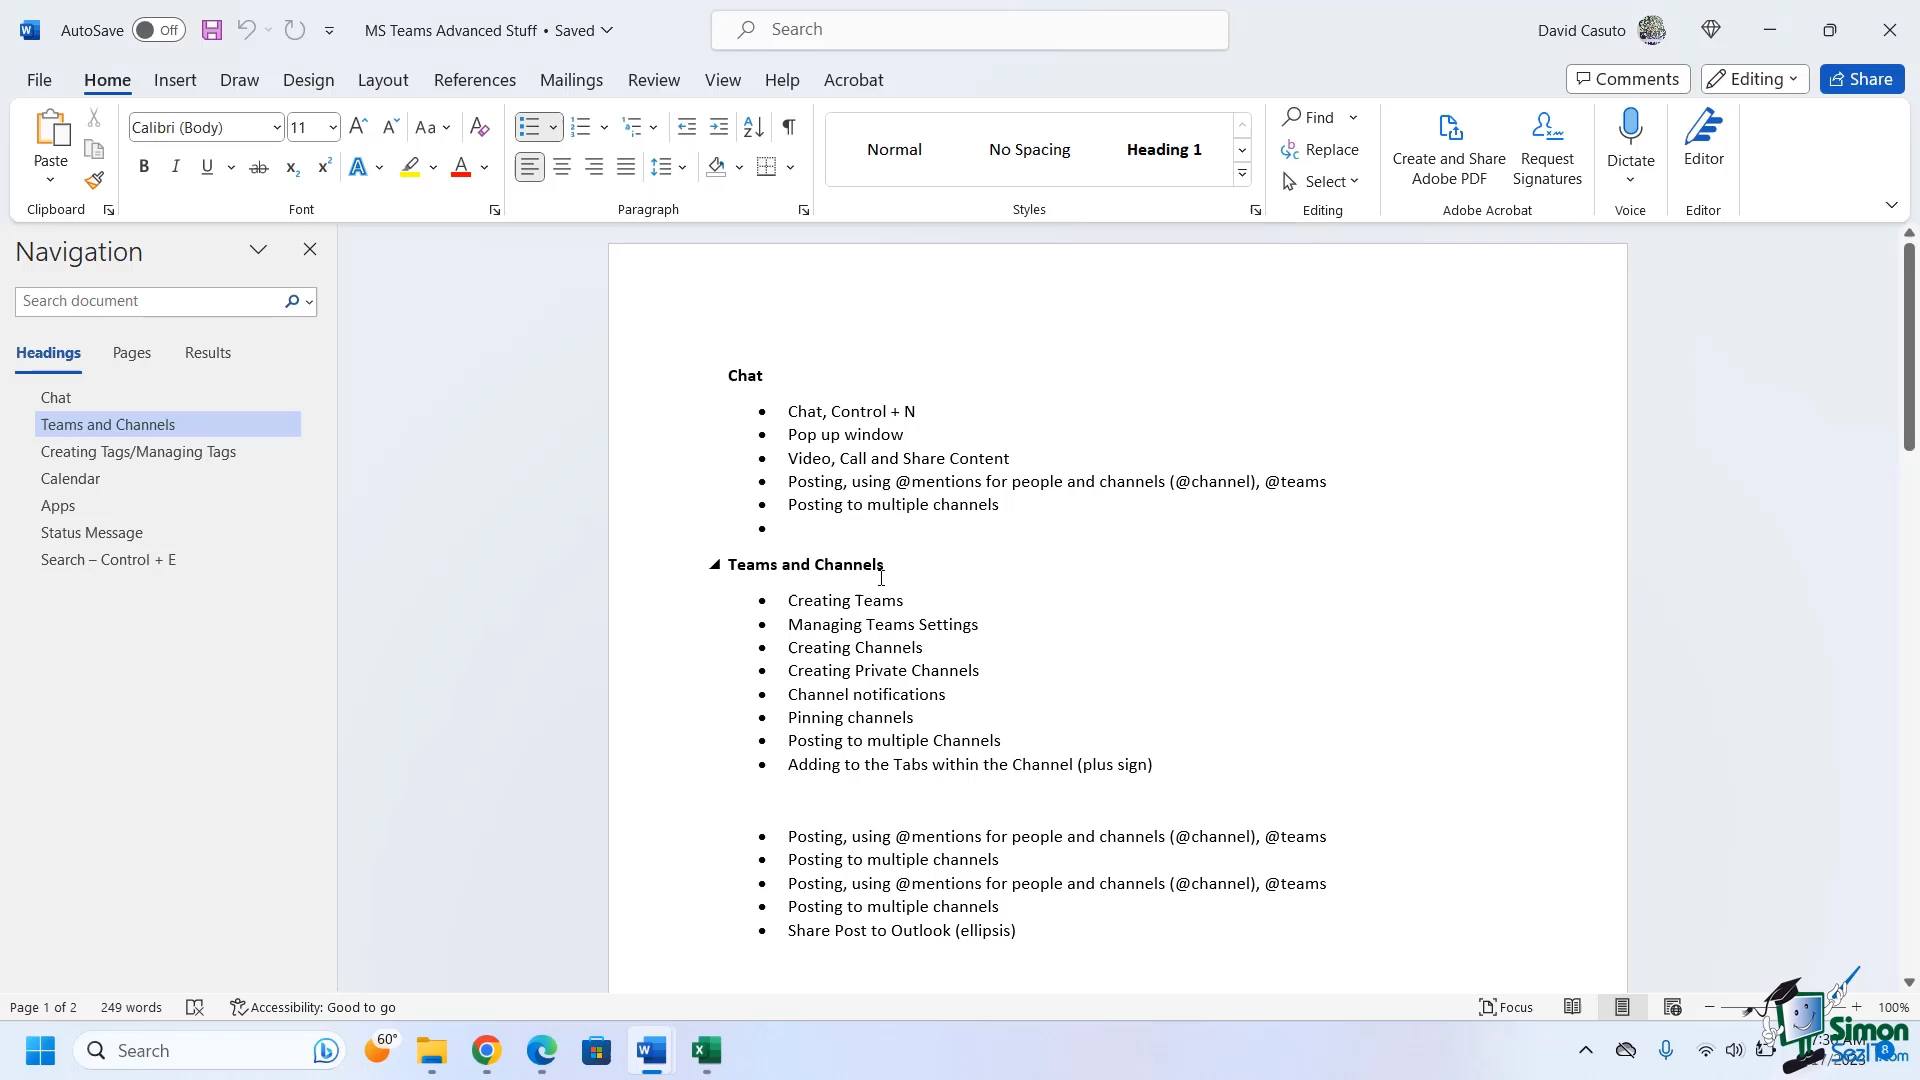 AutoSave Off MS Teams Advanced Stuff • Saved Search David Casuto
File Home Insert Draw Design Layout References Mailings Review View Help Acrobat Comments Editing Share
Paste
Clipboard
Calibri (Body) 11
Aa
B I U ab x₂ x² A A
Font
Paragraph
Normal No Spacing Heading 1
Styles
Find
Replace
Select
Editing
Create and Share
Adobe PDF
Request
Signatures
Adobe Acrobat
Dictate
Voice
Editor
Editor
Navigation
Search document
Headings Pages Results
Chat
Teams and Channels
Creating Tags/Managing Tags
Calendar
Apps
Status Message
Search – Control + E
Chat
• Chat, Control + N
• Pop up window
• Video, Call and Share Content
• Posting, using @mentions for people and channels (@channel), @teams
• Posting to multiple channels
•
Teams and Channels
• Creating Teams
• Managing Teams Settings
• Creating Channels
• Creating Private Channels
• Channel notifications
• Pinning channels
• Posting to multiple Channels
• Adding to the Tabs within the Channel (plus sign)
• Posting, using @mentions for people and channels (@channel), @teams
• Posting to multiple channels
• Posting, using @mentions for people and channels (@channel), @teams
• Posting to multiple channels
• Share Post to Outlook (ellipsis)
Page 1 of 2 249 words Accessibility: Good to go Focus 100%
Search 60°
Simon
SezIT.com
8